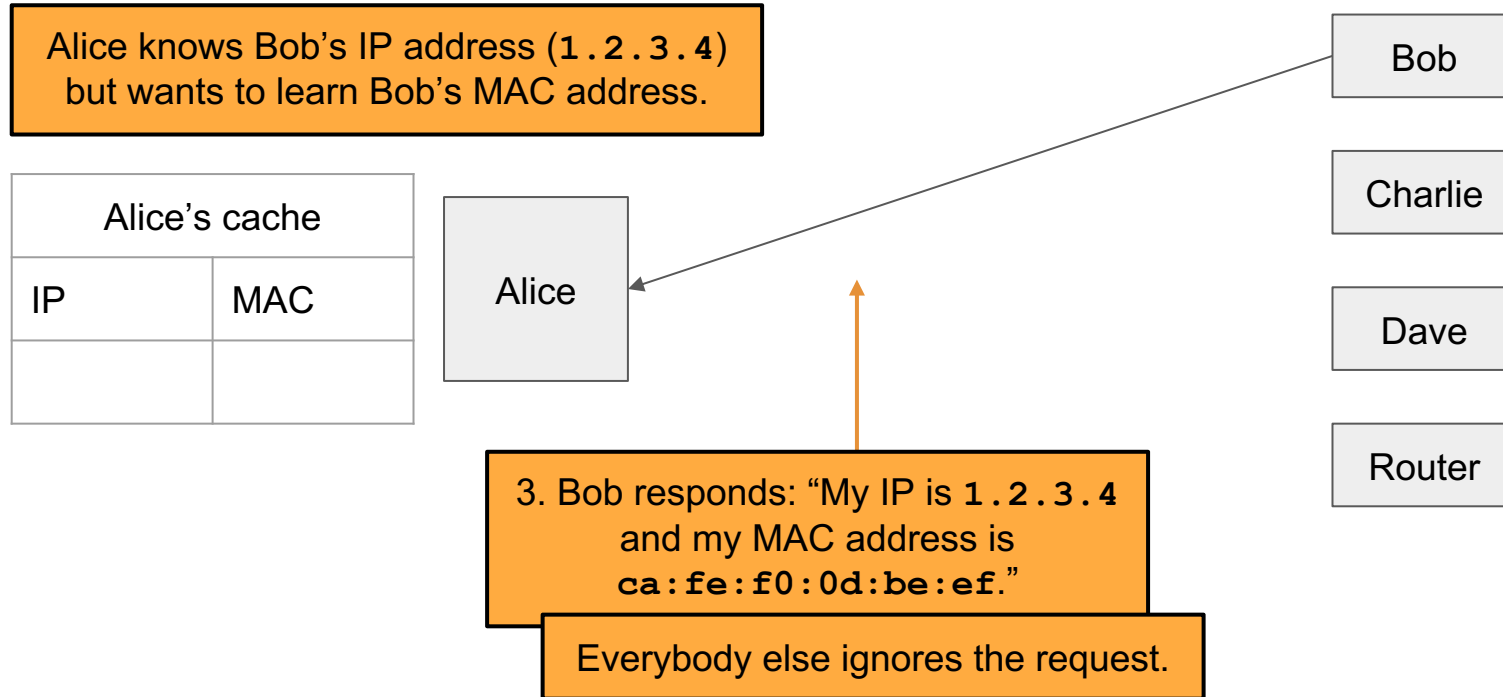 Alice knows Bob’s IP address (1.2.3.4)
but wants to learn Bob’s MAC address.
Bob
Charlie
Alice’s cache
IP MAC
Alice
Dave
Router
3. Bob responds: “My IP is 1.2.3.4
and my MAC address is
ca:fe:f0:0d:be:ef.”
Everybody else ignores the request.